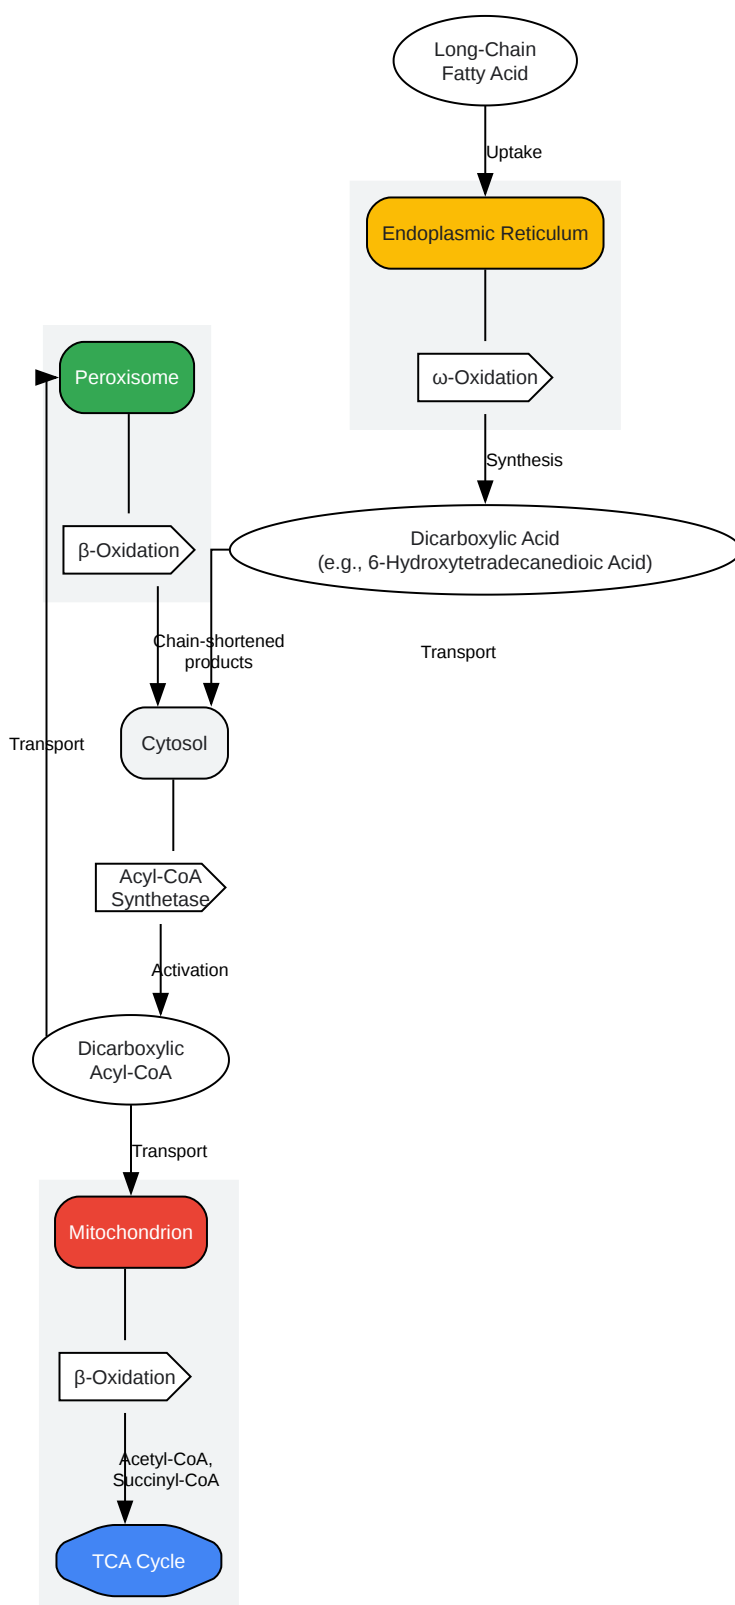 Long-Chain
Fatty Acid
Uptake
Endoplasmic Reticulum
Peroxisome
ω-Oxidation
Synthesis
β-Oxidation
Dicarboxylic Acid
(e.g., 6-Hydroxytetradecanedioic Acid)
Chain-shortened
products
Transport
Cytosol
Transport
Acyl-CoA
Synthetase
Activation
Dicarboxylic
Acyl-CoA
Transport
Mitochondrion
β-Oxidation
Acetyl-CoA,
Succinyl-CoA
TCA Cycle